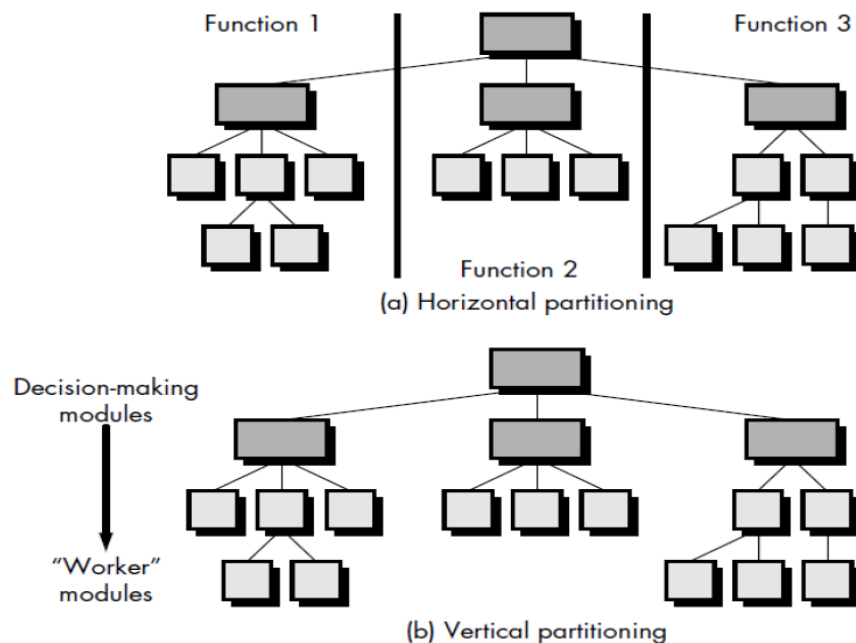 Function 1
Function 3
Function 2
(a) Horizontal partitioning
Decision-making
modules
“Worker”
modules
(b) Vertical partitioning